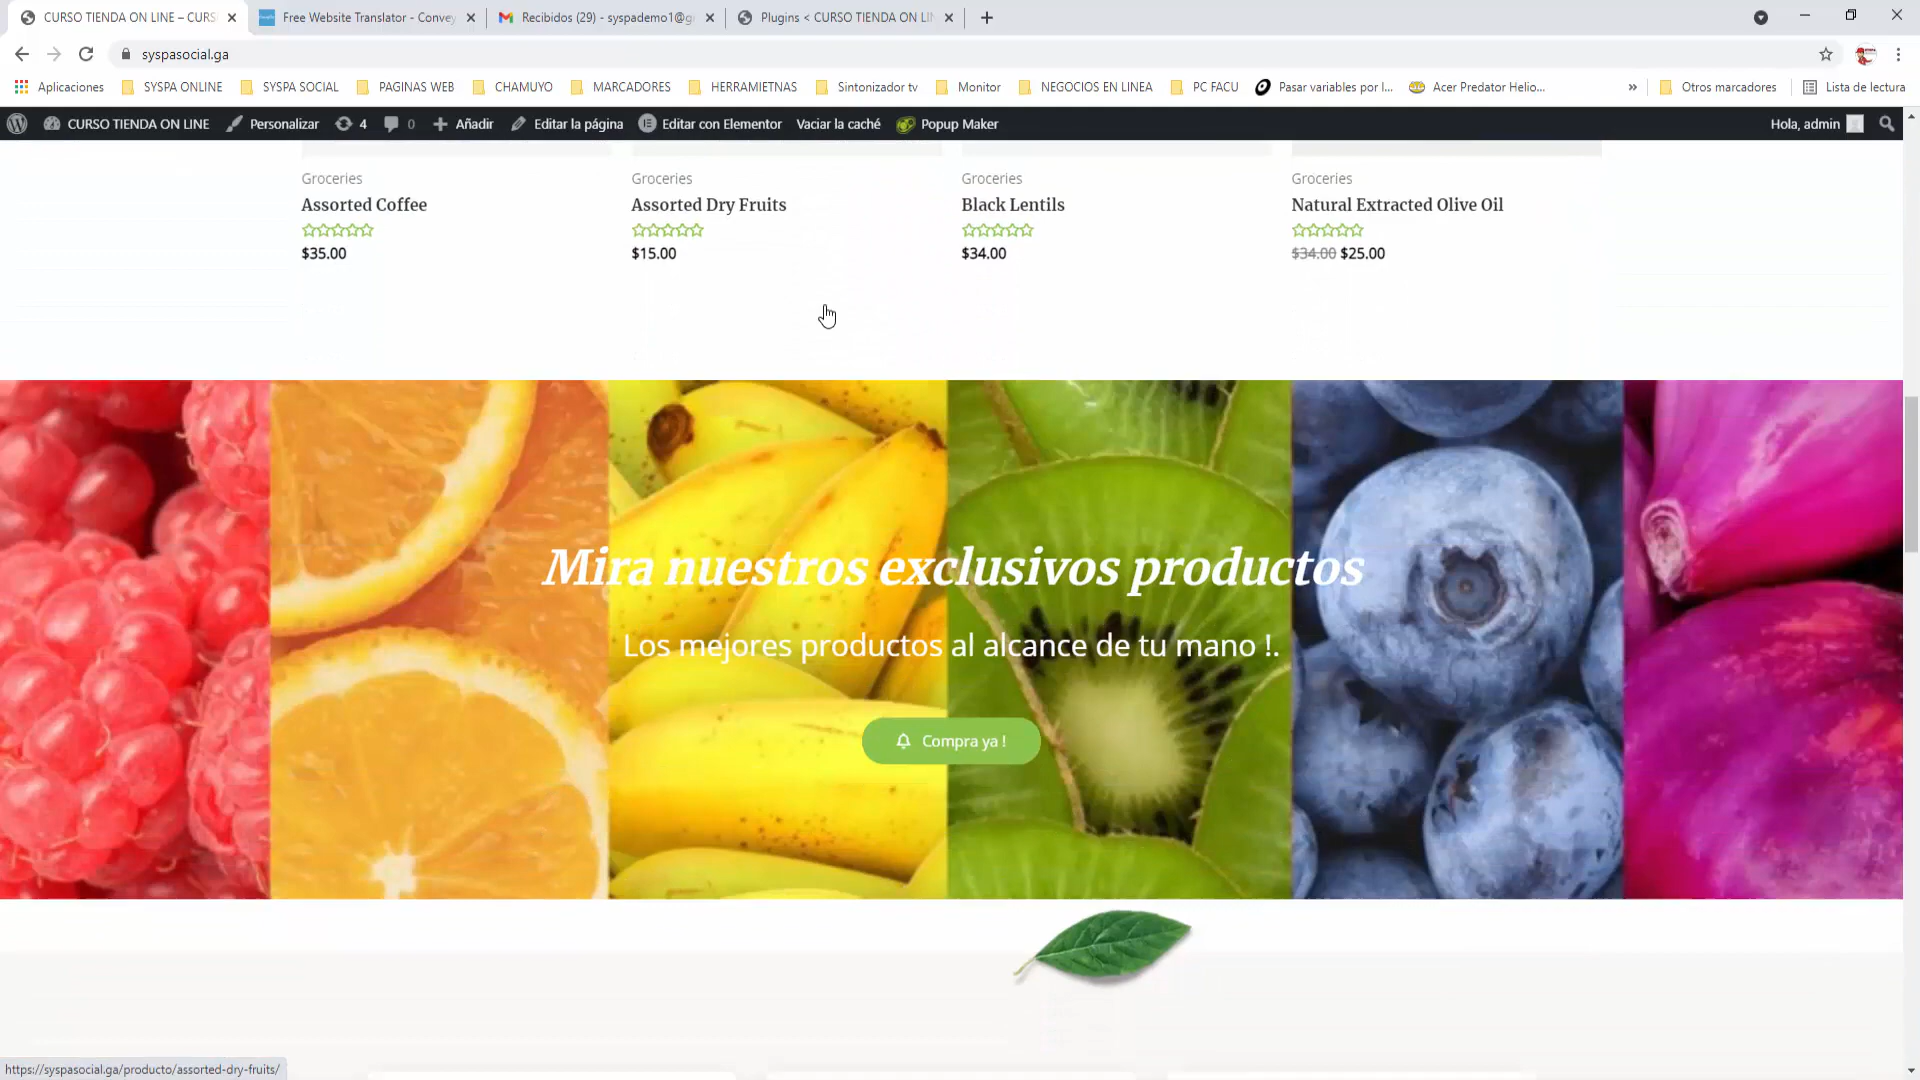 CURSO TIENDA ON LINE – CURS
Free Website Translator - Convey
Recibidos (29) - syspademo1@g
Plugins < CURSO TIENDA ON LIN
syspasocial.ga
Aplicaciones
SYSPA ONLINE
SYSPA SOCIAL
PAGINAS WEB
CHAMUYO
MARCADORES
HERRAMIETNAS
Sintonizador tv
Monitor
NEGOCIOS EN LINEA
PC FACU
Pasar variables por l...
Acer Predator Helio...
»
Otros marcadores
Lista de lectura
CURSO TIENDA ON LINE
Personalizar
4
0
Añadir
Editar la página
Editar con Elementor
Vaciar la caché
Popup Maker
Hola, admin
Groceries
Assorted Coffee
$35.00
Groceries
Assorted Dry Fruits
$15.00
Groceries
Black Lentils
$34.00
Groceries
Natural Extracted Olive Oil
$34.00 $25.00
Mira nuestros exclusivos productos
Los mejores productos al alcance de tu mano !.
Compra ya !
https://syspasocial.ga/producto/assorted-dry-fruits/